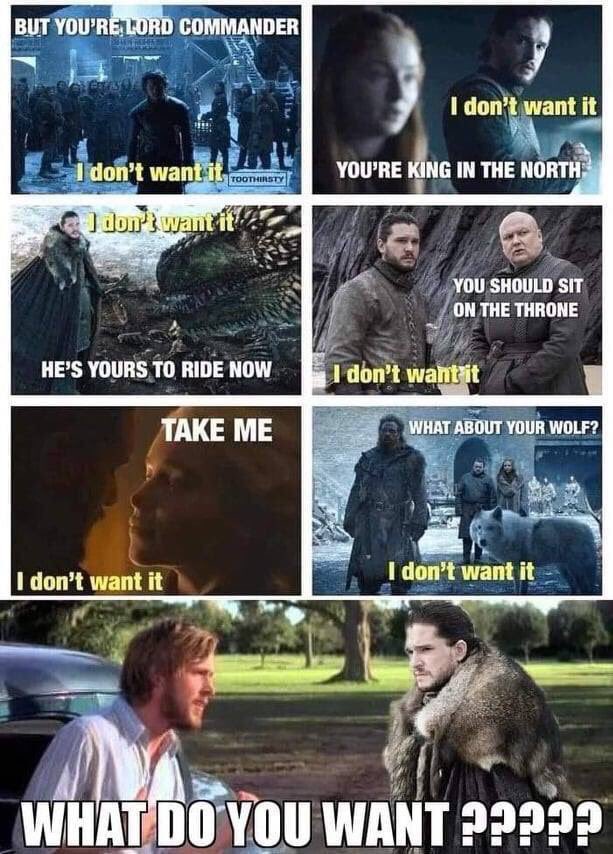 BUT YOU'RE LORD COMMANDER
I don't want it
TOOTHIRSTY
I don't want it
YOU'RE KING IN THE NORTH
I don't want it
HE'S YOURS TO RIDE NOW
YOU SHOULD SIT
ON THE THRONE
I don't want it
TAKE ME
I don't want it
WHAT ABOUT YOUR WOLF?
I don't want it
WHAT DO YOU WANT ?????